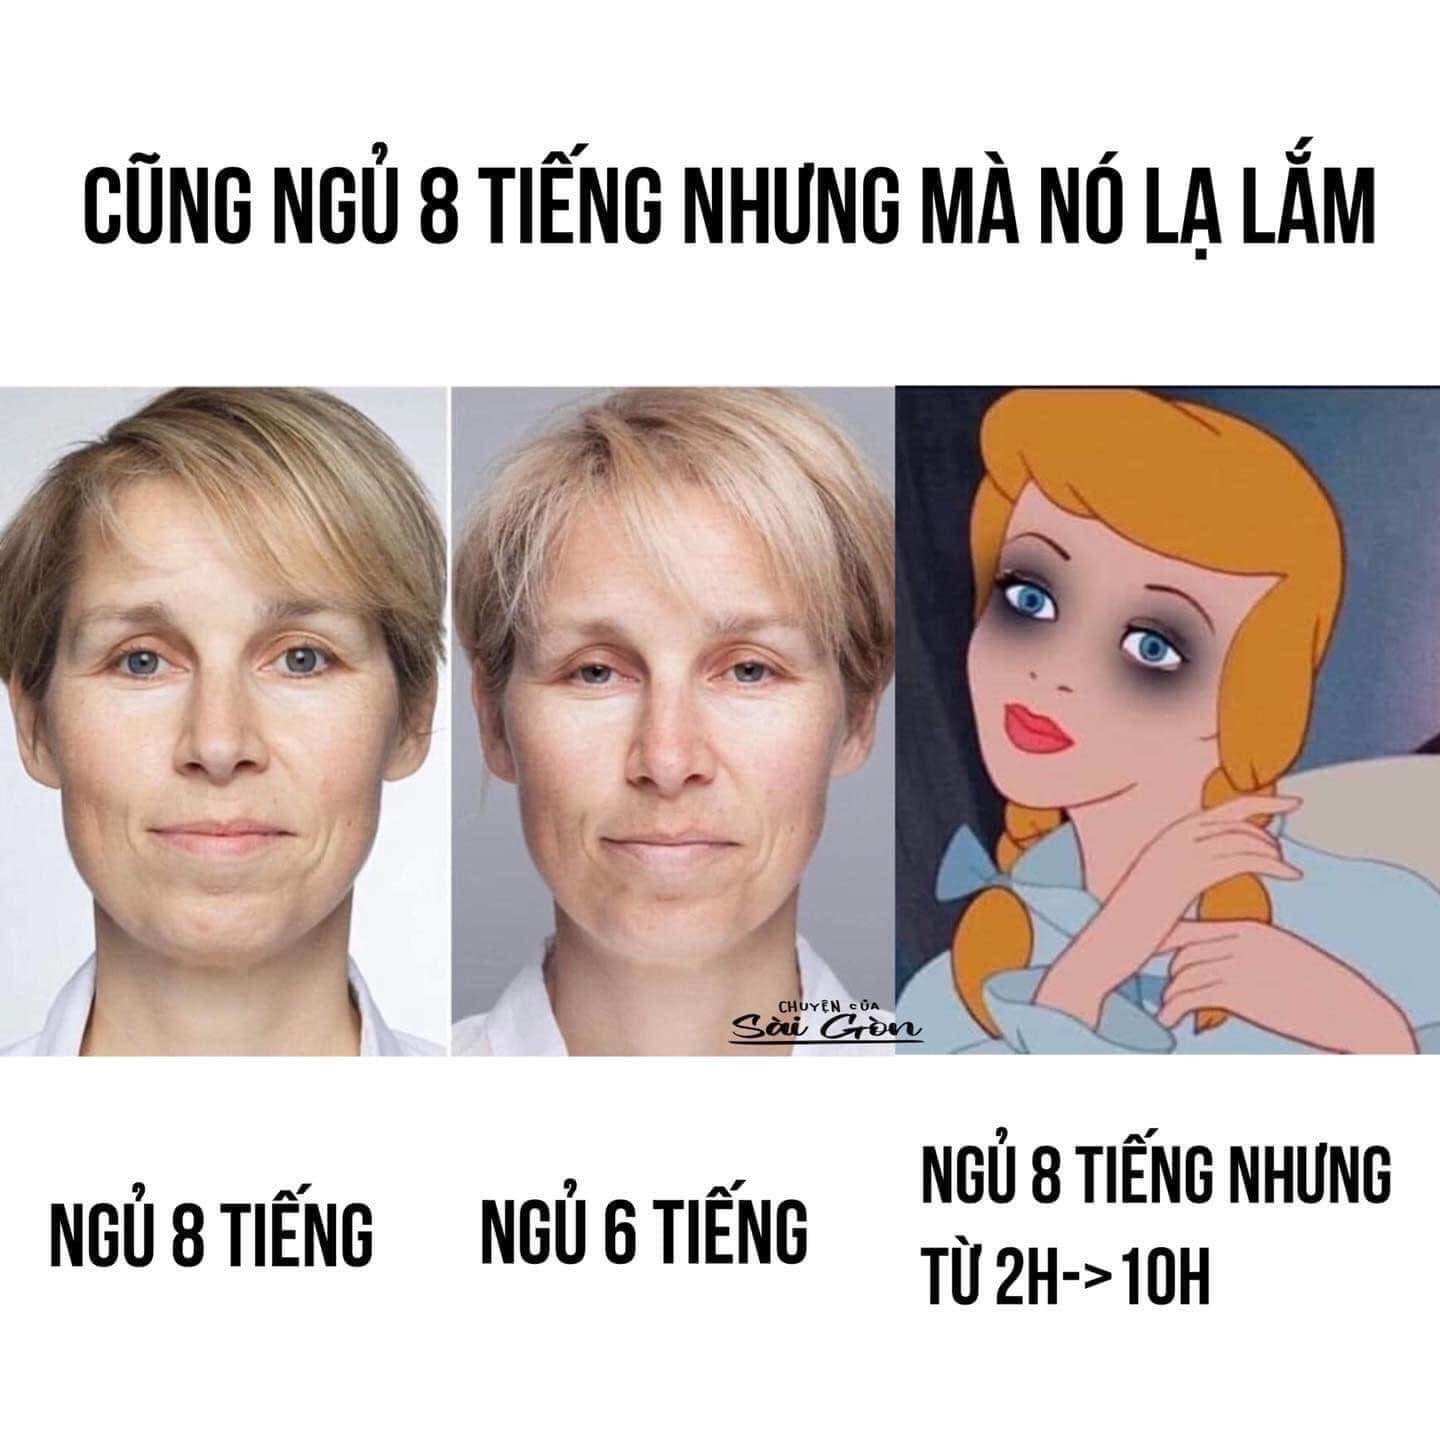 CŨNG NGỦ 8 TIẾNG NHƯNG MÀ NÓ LẠ LẮM
CHUYỆN CỦA
Sài Gòn
NGỦ 8 TIẾNG
NGỦ 6 TIẾNG
NGỦ 8 TIẾNG NHƯNG
TỪ 2H->10H